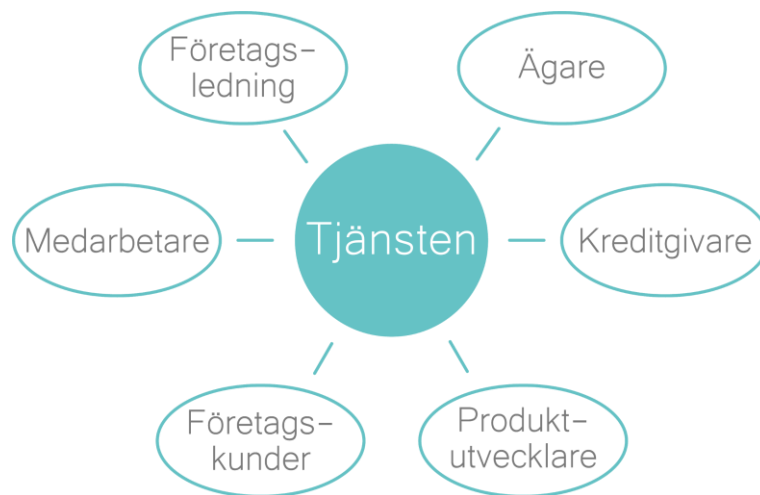 Företags-
ledning
Ägare
Medarbetare
Tjänsten
Kreditgivare
Företags-
kunder
Produkt-
utvecklare